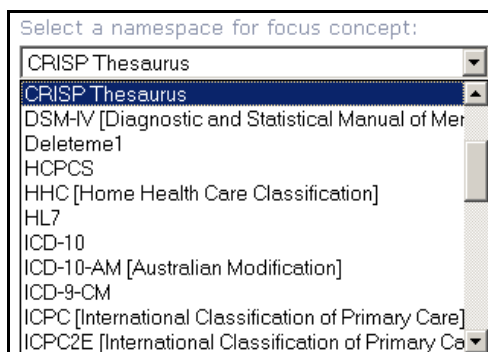 Select a namespace for focus concept:
CRISP Thesaurus
CRISP Thesaurus
DSM-IV [Diagnostic and Statistical Manual of Mer
Deleteme1
HCPCS
HHC [Home Health Care Classification]
HL7
ICD-10
ICD-10-AM [Australian Modification]
ICD-9-CM
ICPC [International Classification of Primary Care]
ICPC2E [International Classification of Primary Ca